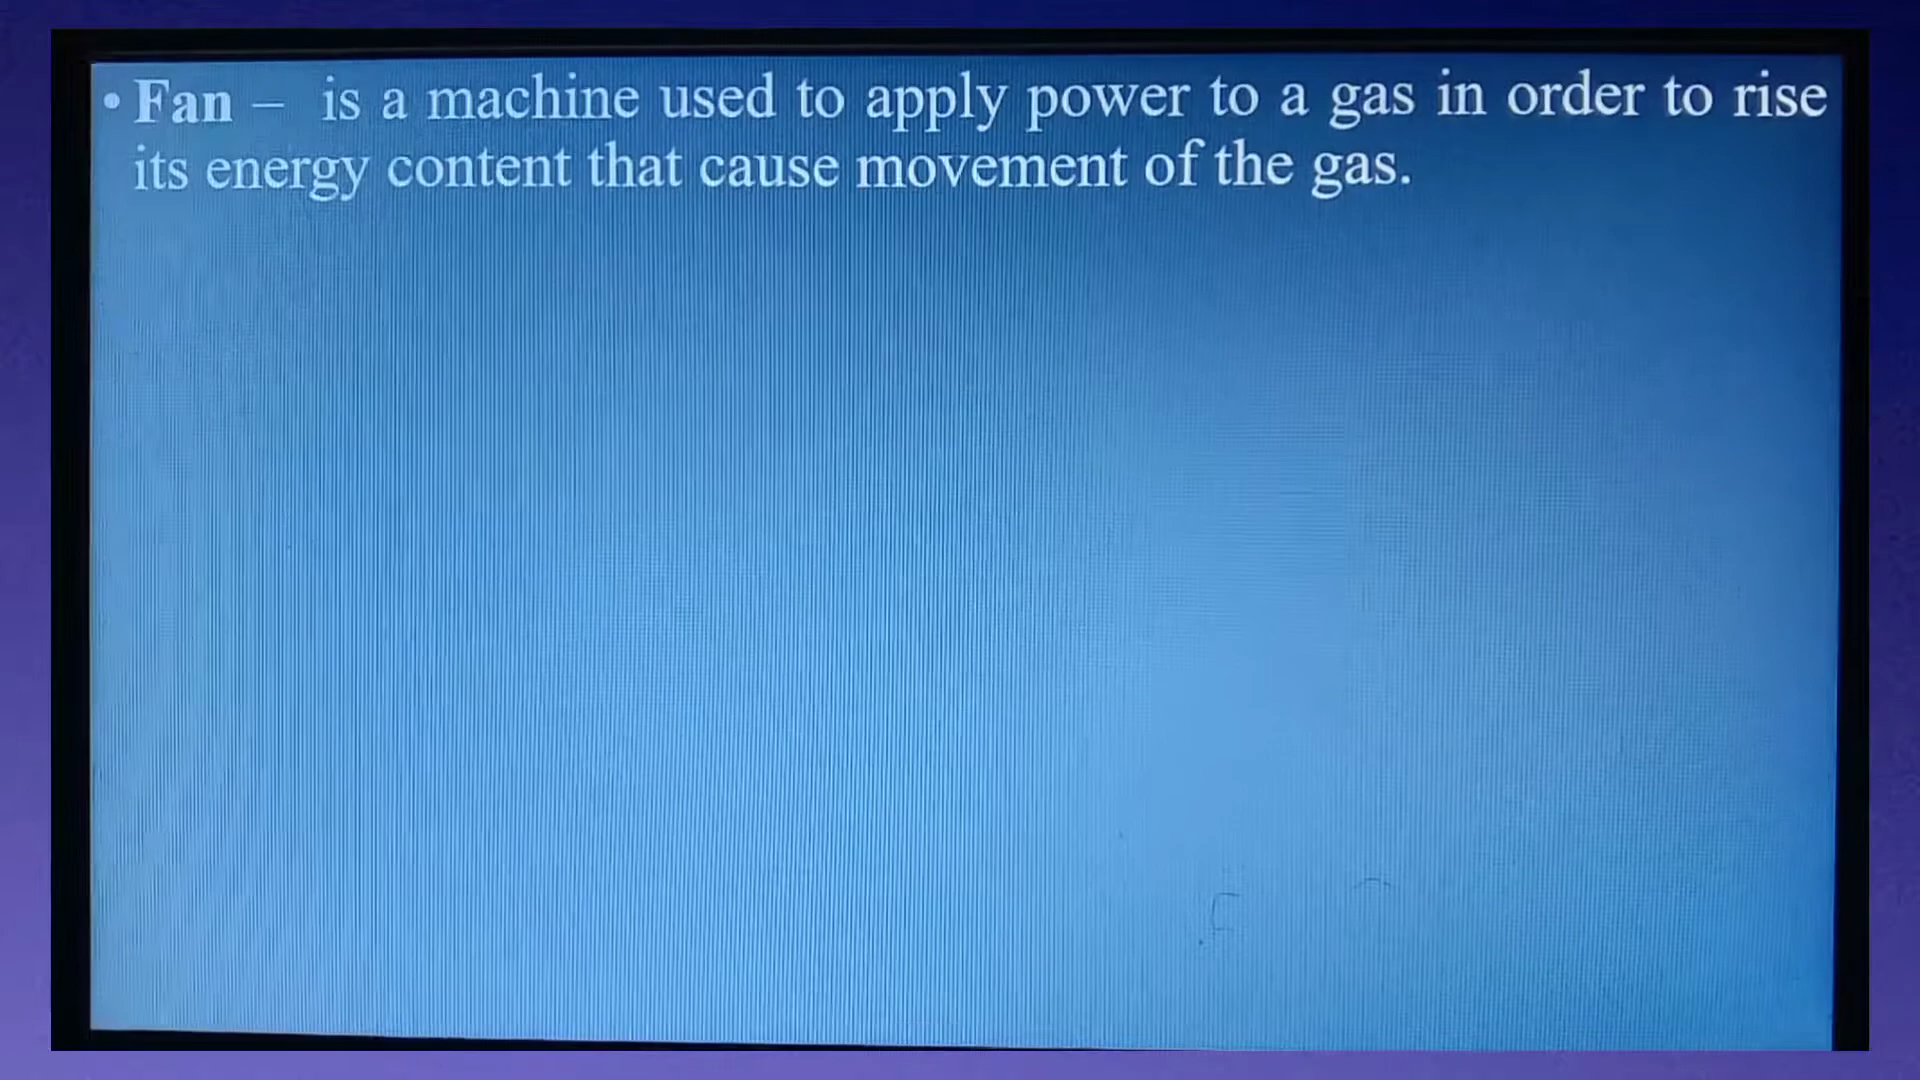 • Fan – is a machine used to apply power to a gas in order to rise
its energy content that cause movement of the gas.